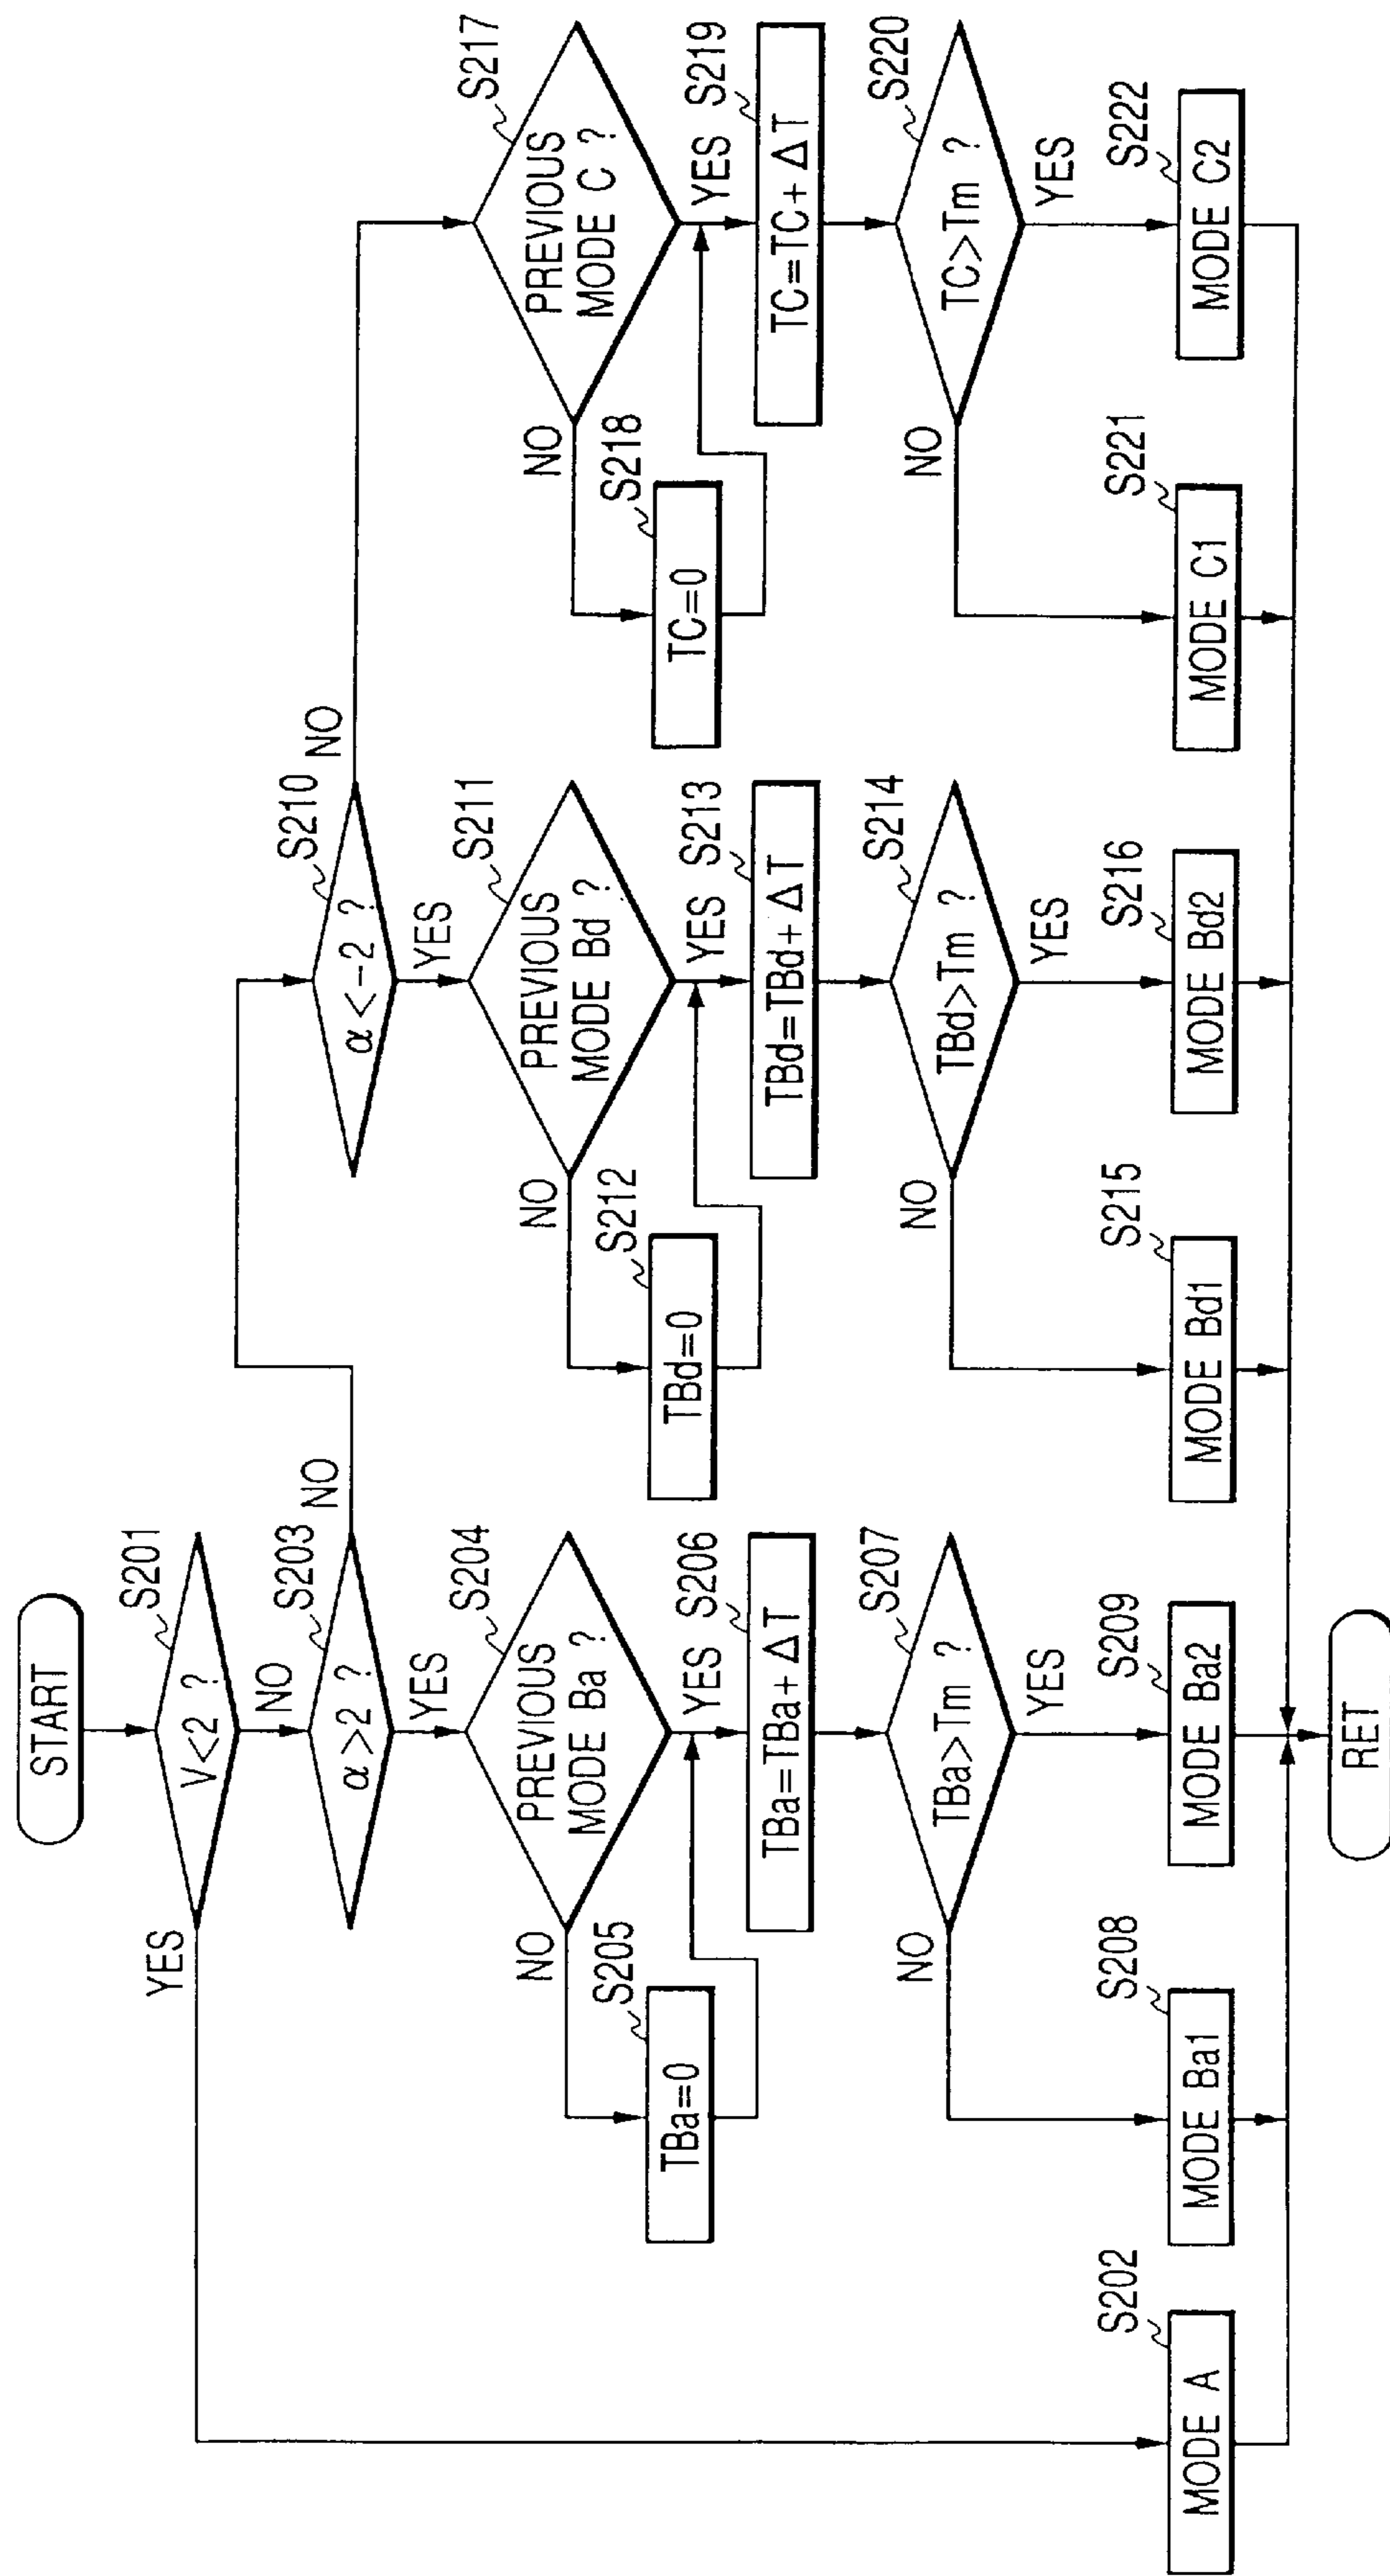 START
S201
V<2 ?
YES
NO
S203
α>2 ?
NO
YES
S204
PREVIOUS
MODE Ba ?
NO
YES
S205
TBa=0
S206
TBa=TBa+ΔT
S207
TBa>Tm ?
NO
YES
S202
MODE A
S208
MODE Ba1
S209
MODE Ba2
S210
α<-2 ?
NO
YES
S211
PREVIOUS
MODE Bd ?
NO
YES
S212
TBd=0
S213
TBd=TBd+ΔT
S214
TBd>Tm ?
NO
YES
S215
MODE Bd1
S216
MODE Bd2
S217
PREVIOUS
MODE C ?
NO
YES
S218
TC=0
S219
TC=TC+ΔT
S220
TC>Tm ?
NO
YES
S221
MODE C1
S222
MODE C2
RET